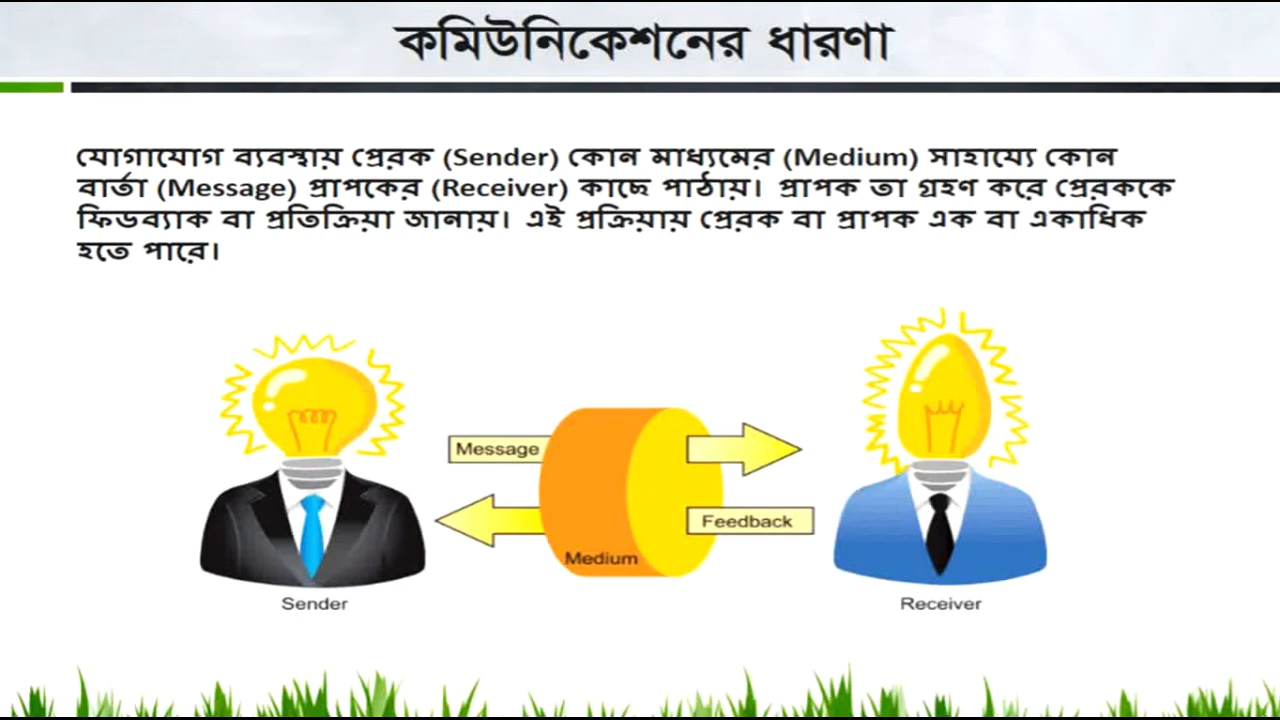 কমিউনিকেশনের ধারণা
যোগাযোগ ব্যবস্থায় প্রেরক (Sender) কোন মাধ্যমের (Medium) সাহায্যে কোন
বার্তা (Message) প্রাপকের (Receiver) কাছে পাঠায়। প্রাপক তা গ্রহণ করে প্রেরককে
ফিডব্যাক বা প্রতিক্রিয়া জানায়। এই প্রক্রিয়ায় প্রেরক বা প্রাপক এক বা একাধিক
হতে পারে।
Message
Feedback
Medium
Sender
Receiver